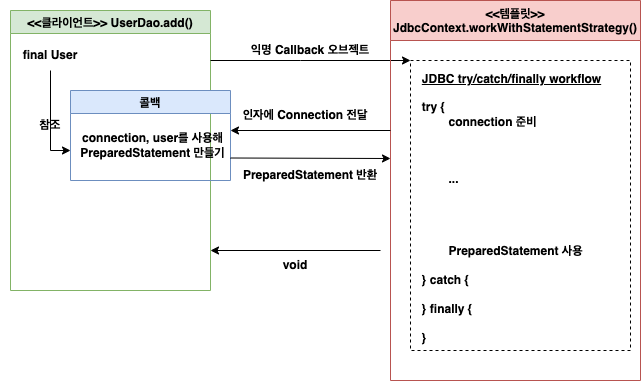 <<클라이언트>> UserDao.add()
final User
참조
콜백
connection, user를 사용해
PreparedStatement 만들기
익명 Callback 오브젝트
인자에 Connection 전달
PreparedStatement 반환
void
<<템플릿>>
JdbcContext.workWithStatementStrategy()
JDBC try/catch/finally workflow
try {
connection 준비
...
PreparedStatement 사용
} catch {
} finally {
}